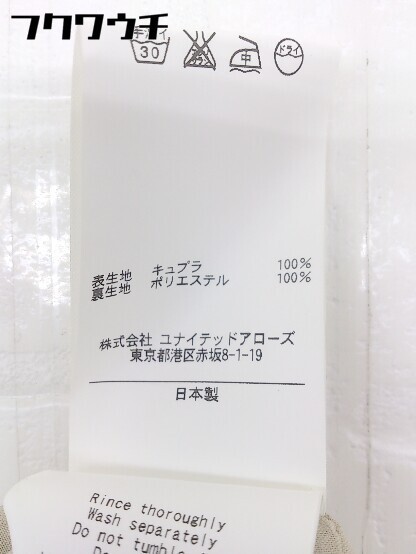 フクワウチ
手洗イ
30
中
ドライ
表生地 キュプラ 100%
裏生地 ポリエステル 100%
株式会社 ユナイテッドアローズ
東京都港区赤坂8-1-19
日本製
Rince thoroughly
Wash separately
Do not tumble